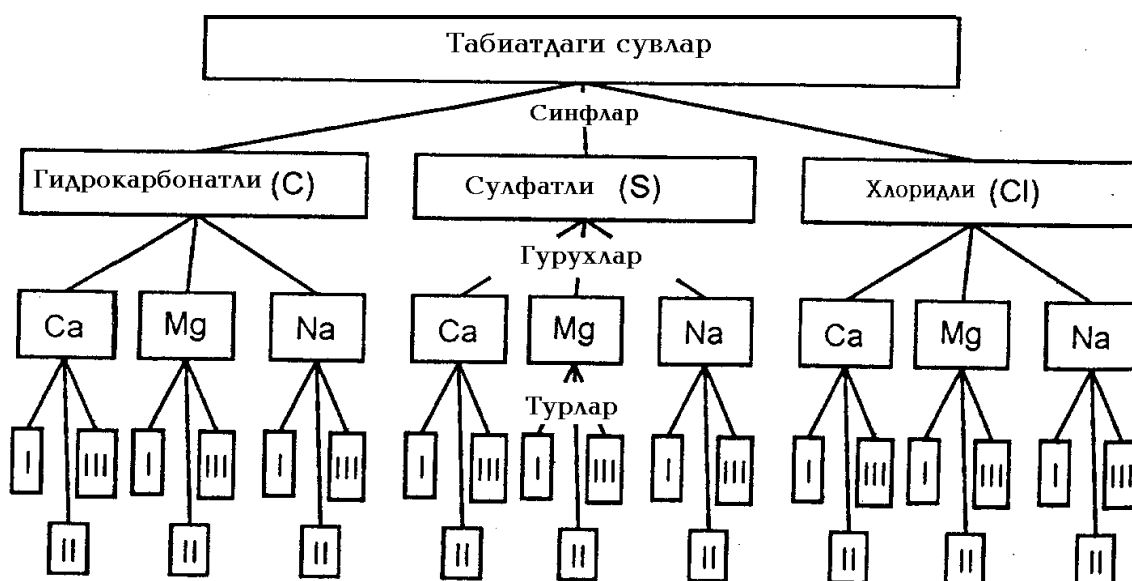 Табиатдаги сувлар
Синфлар
Гидрокарбонатли (C)
Сулфатли (S)
Хлоридли (Cl)
Гурухлар
Ca Mg Na Ca Mg Na Ca Mg Na
Турлар
I III I III I III I III I III I III I III I III I III
II II II II II II II II II